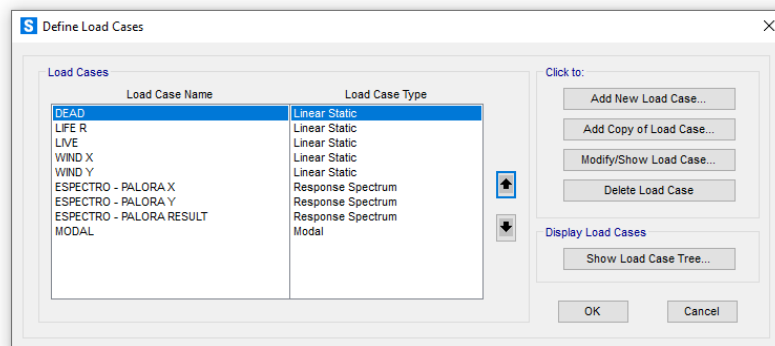 S Define Load Cases
Load Cases
Load Case Name Load Case Type
DEAD Linear Static
LIFE R Linear Static
LIVE Linear Static
WIND X Linear Static
WIND Y Linear Static
ESPECTRO - PALORA X Response Spectrum
ESPECTRO - PALORA Y Response Spectrum
ESPECTRO - PALORA RESULT Response Spectrum
MODAL Modal
Click to:
Add New Load Case...
Add Copy of Load Case...
Modify/Show Load Case...
Delete Load Case
Display Load Cases
Show Load Case Tree...
OK Cancel